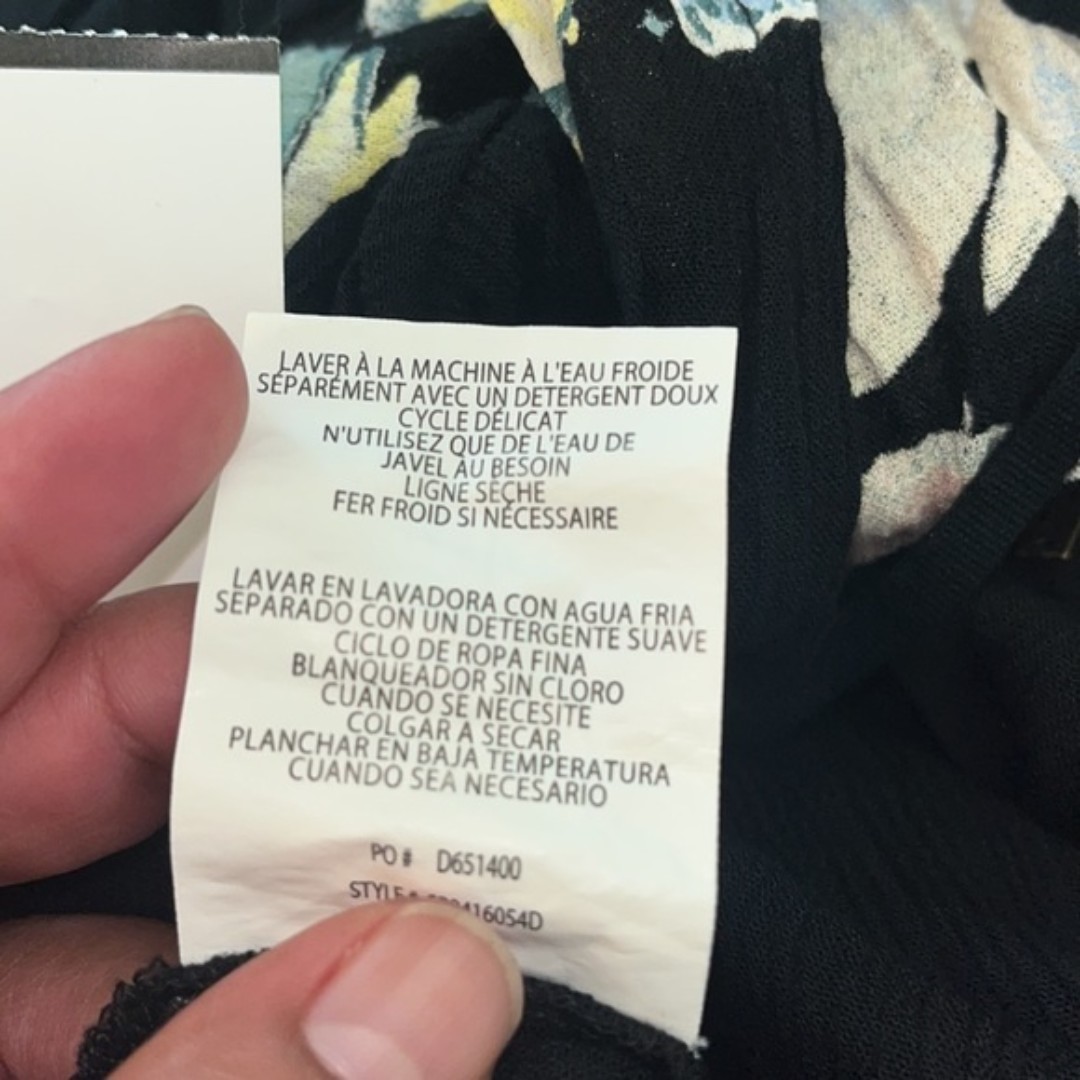 LAVER À LA MACHINE À L'EAU FROIDE
SÉPARÉMENT AVEC UN DETERGENT DOUX
CYCLE DÉLICAT
N'UTILISEZ QUE DE L'EAU DE
JAVEL AU BESOIN
LIGNE SÈCHE
FER FROID SI NÉCESSAIRE
LAVAR EN LAVADORA CON AGUA FRIA
SEPARADO CON UN DETERGENTE SUAVE
CICLO DE ROPA FINA
BLANQUEADOR SIN CLORO
CUANDO SE NECESITE
COLGAR A SECAR
PLANCHAR EN BAJA TEMPERATURA
CUANDO SEA NECESARIO
PO # D651400
STYLE #